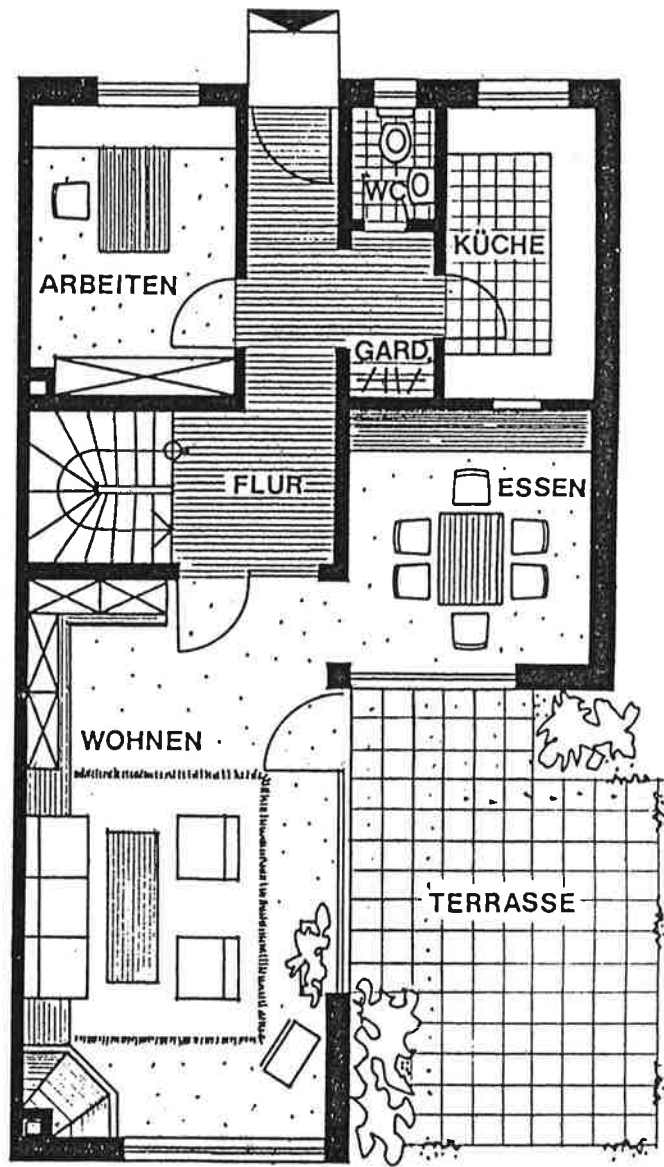 WC
KÜCHE
ARBEITEN
GARD.
FLUR
ESSEN
WOHNEN
TERRASSE